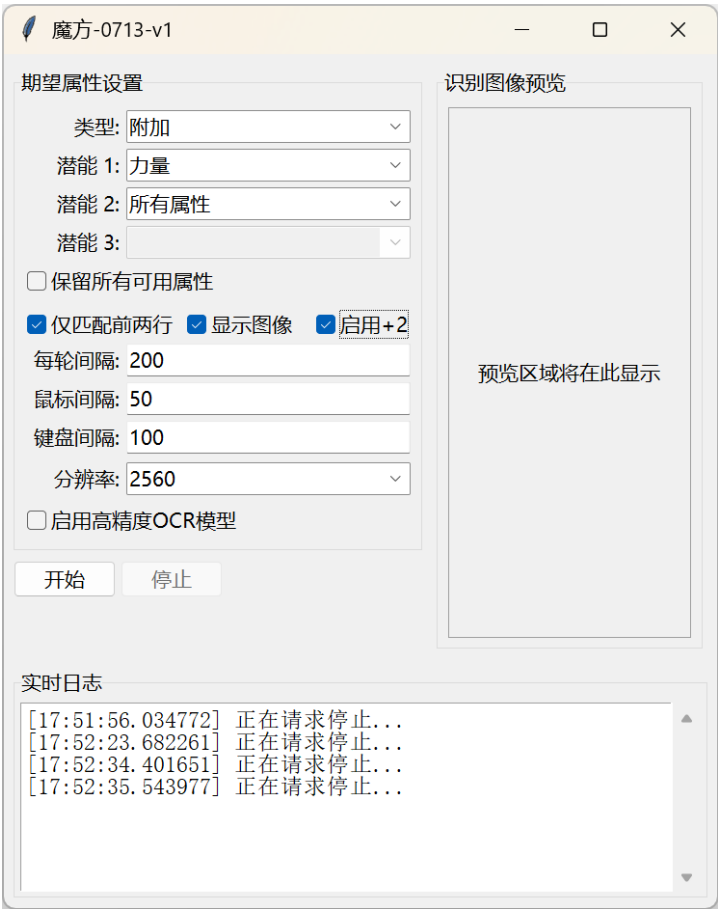 魔方-0713-v1
期望属性设置
类型: 附加
潜能 1: 力量
潜能 2: 所有属性
潜能 3:
保留所有可用属性
仅匹配前两行 显示图像 启用+2
每轮间隔: 200
鼠标间隔: 50
键盘间隔: 100
分辨率: 2560
启用高精度OCR模型
开始 停止
识别图像预览
预览区域将在此显示
实时日志
[17:51:56.034772] 正在请求停止...
[17:52:23.682261] 正在请求停止...
[17:52:34.401651] 正在请求停止...
[17:52:35.543977] 正在请求停止...